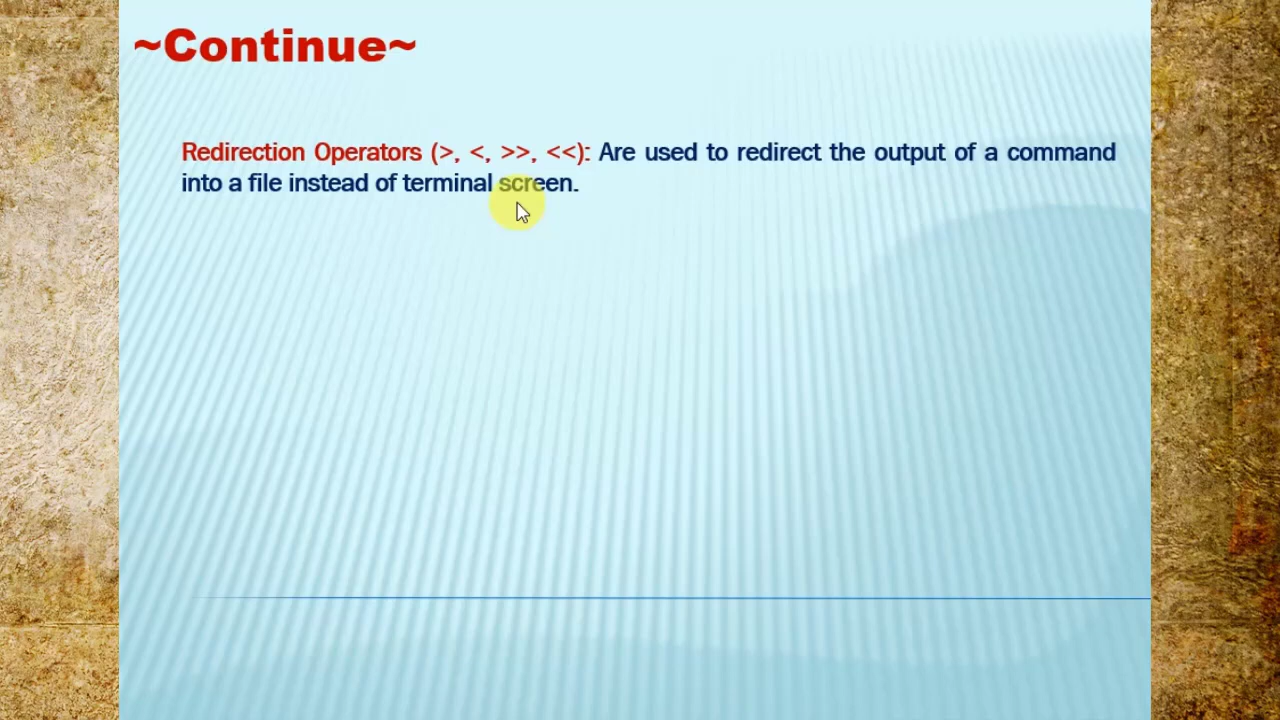 ~Continue~
Redirection Operators (>, <, >>, <<): Are used to redirect the output of a command
into a file instead of terminal screen.